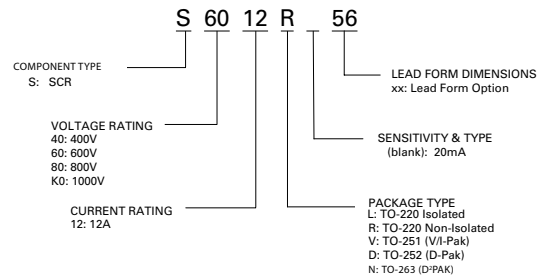 S 60 12 R 56
COMPONENT TYPE
S: SCR
VOLTAGE RATING
40: 400V
60: 600V
80: 800V
K0: 1000V
CURRENT RATING
12: 12A
LEAD FORM DIMENSIONS
xx: Lead Form Option
SENSITIVITY & TYPE
(blank): 20mA
PACKAGE TYPE
L: TO-220 Isolated
R: TO-220 Non-Isolated
V: TO-251 (V/I-Pak)
D: TO-252 (D-Pak)
N: TO-263 (D²PAK)